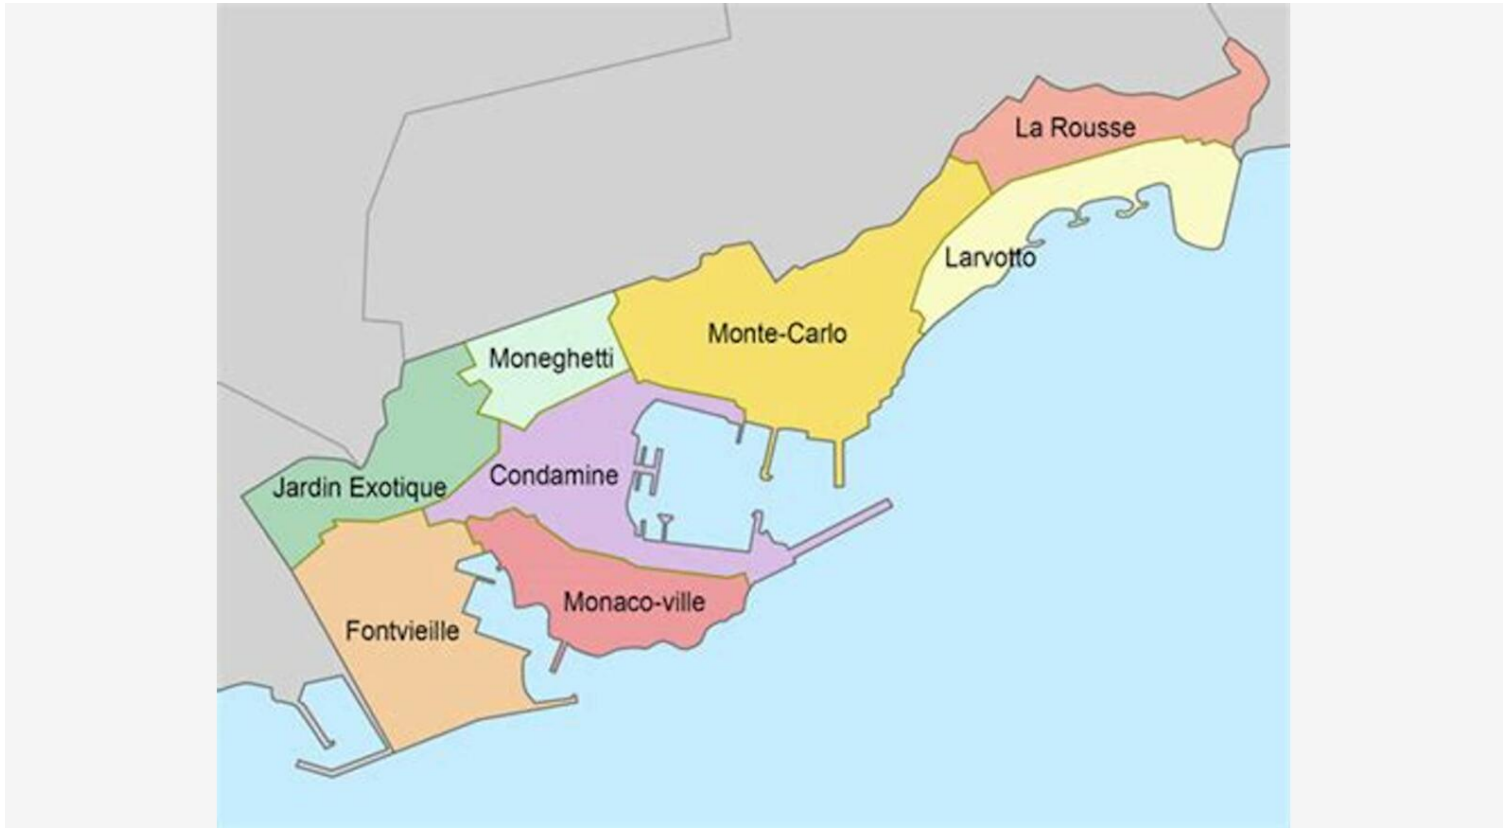 La Rousse
Larvotto
Monte-Carlo
Moneghetti
Condamine
Jardin Exotique
Monaco-ville
Fontvieille